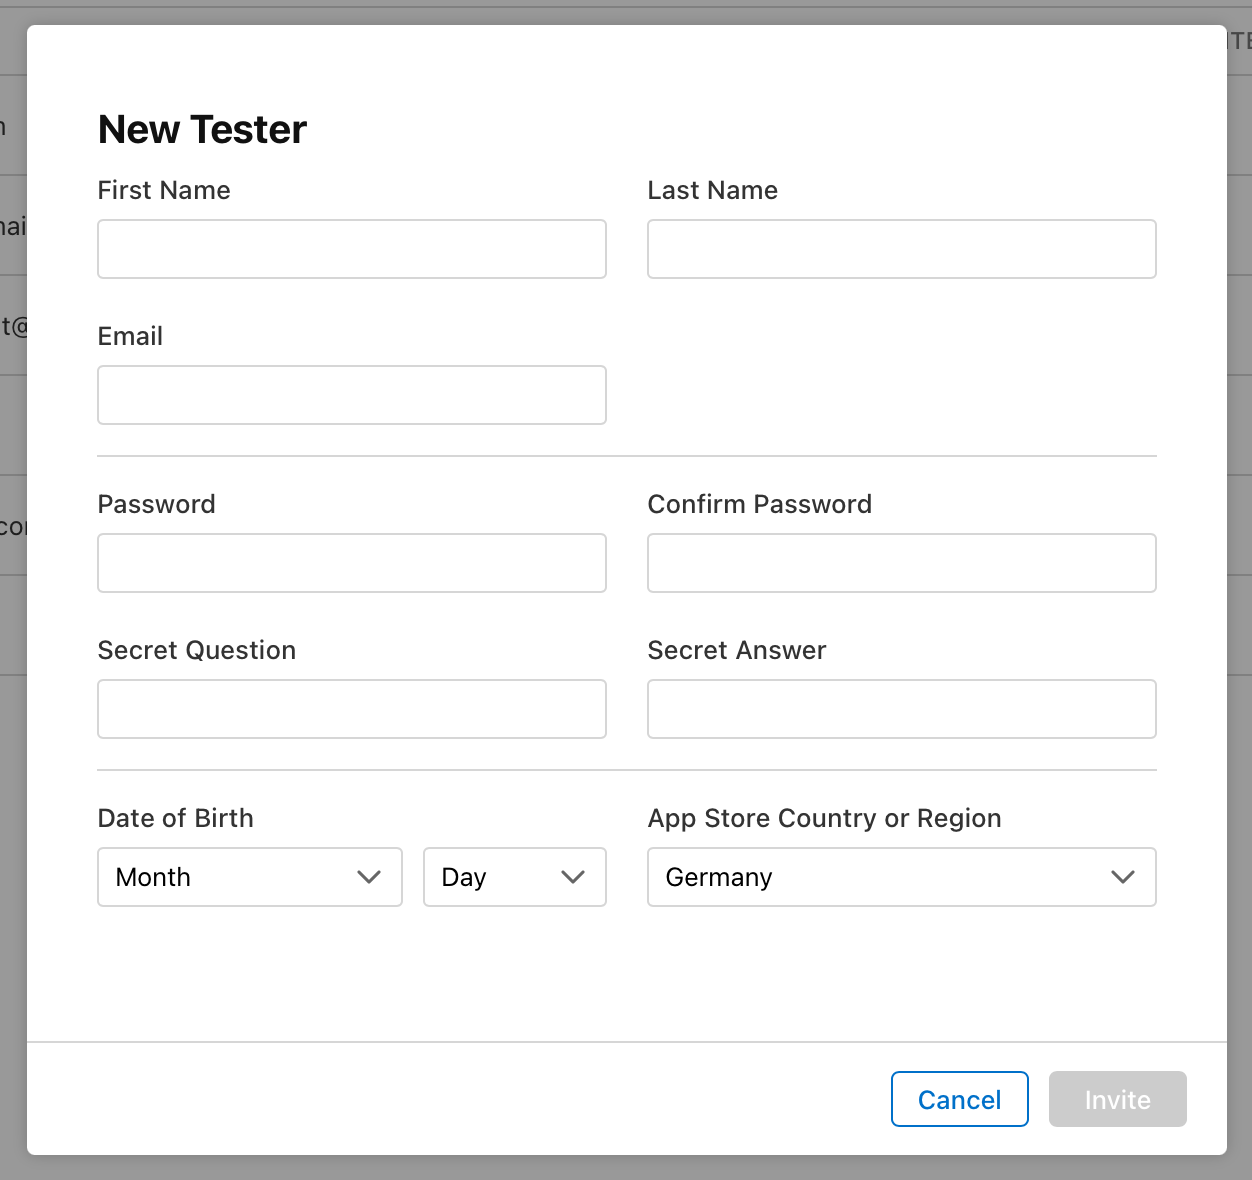 New Tester
First Name
Last Name
Email
Password
Confirm Password
Secret Question
Secret Answer
Date of Birth
App Store Country or Region
Month
Day
Germany
Cancel
Invite